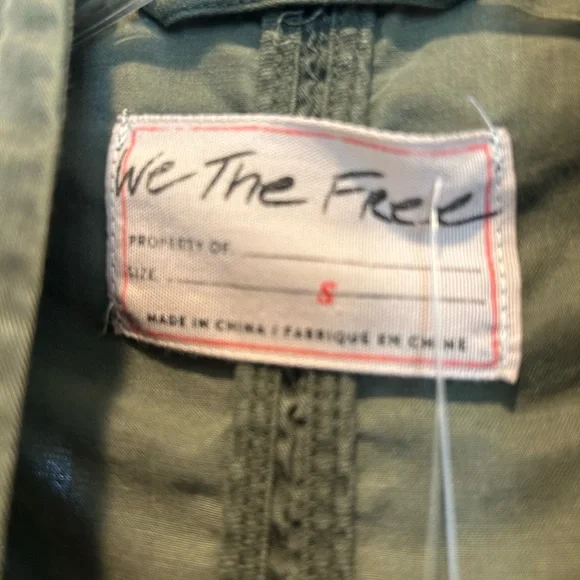 We The Free
PROPERTY OF
SIZE S
MADE IN CHINA / FABRIQUÉ EN CHINE